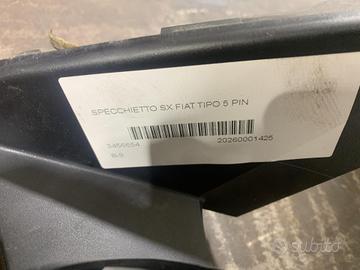 SPECCHIETTO SX FIAT TIPO 5 PIN
3456654 20260001425
subito